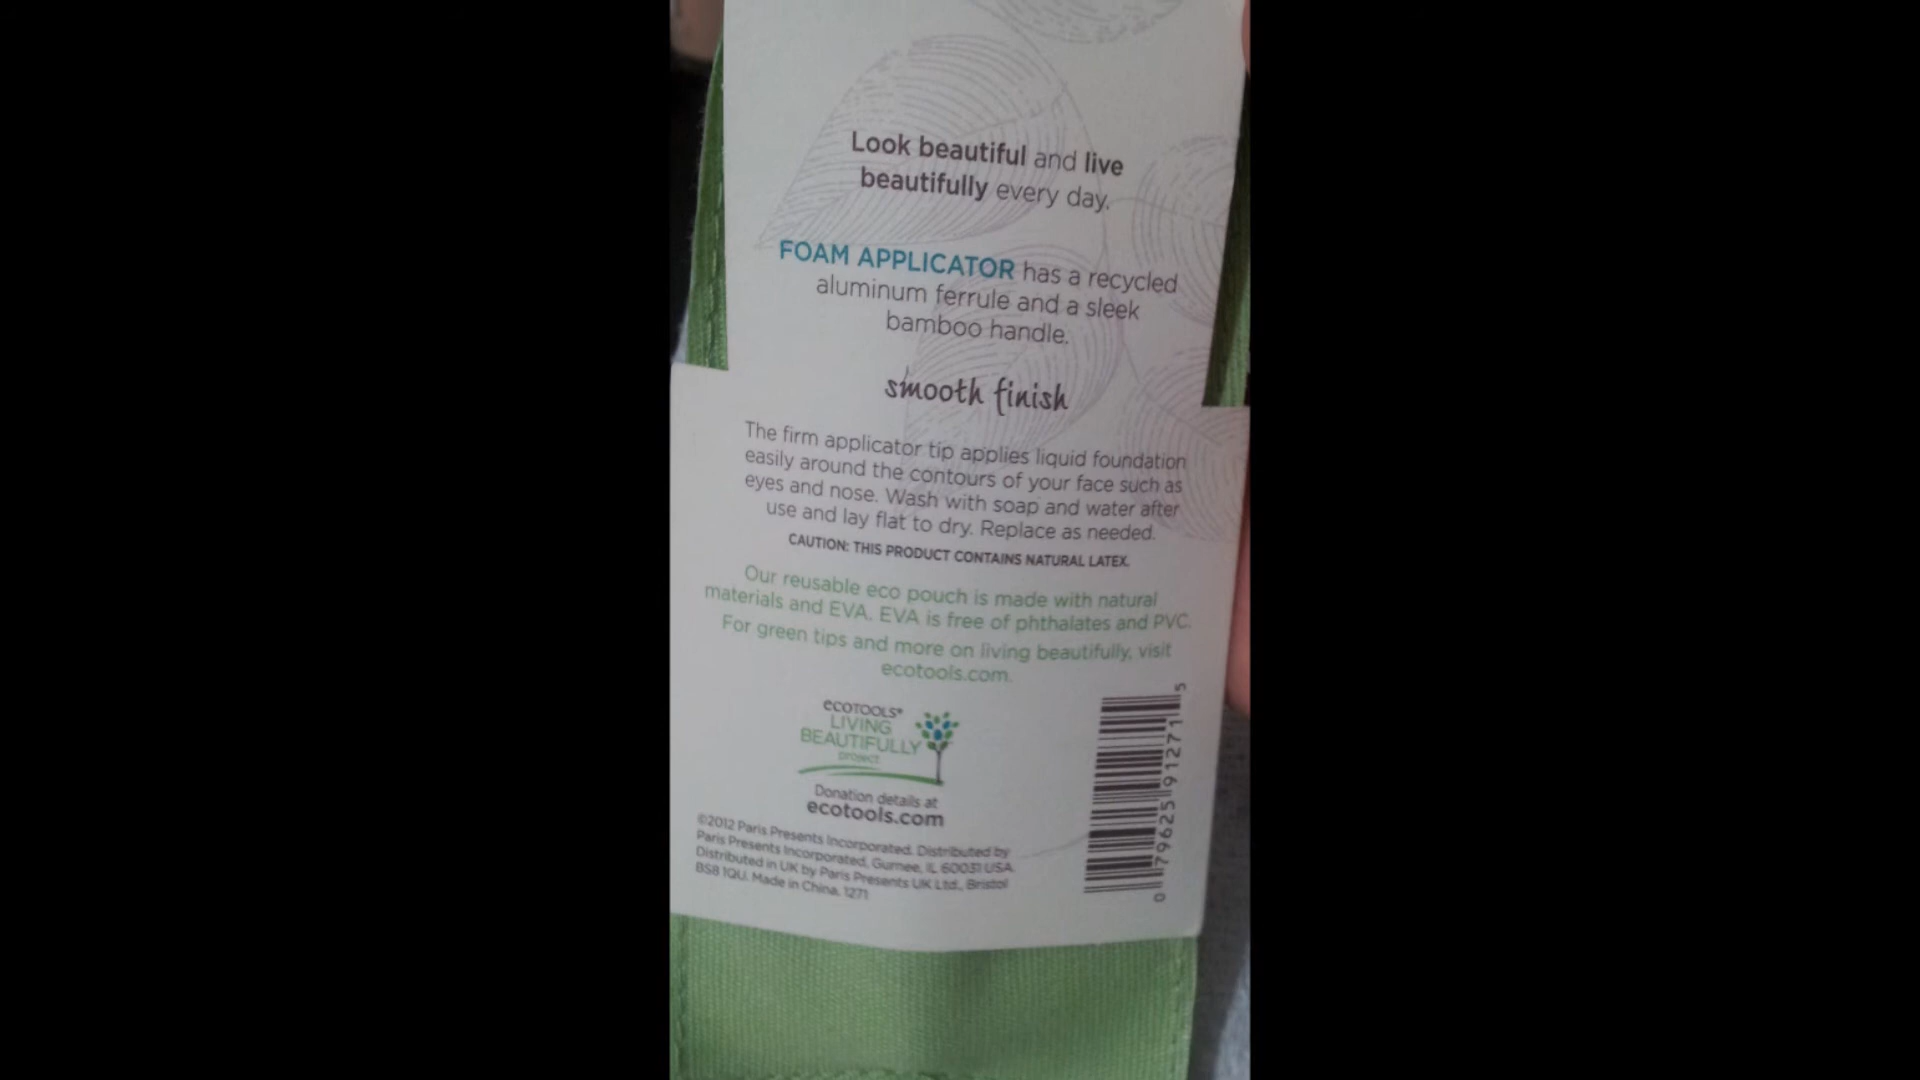 Look beautiful and live
beautifully every day.
FOAM APPLICATOR has a recycled
aluminum ferrule and a sleek
bamboo handle.
smooth finish
The firm applicator tip applies liquid foundation
easily around the contours of your face such as
eyes and nose. Wash with soap and water after
use and lay flat to dry. Replace as needed.
CAUTION: THIS PRODUCT CONTAINS NATURAL LATEX.
Our reusable eco pouch is made with natural
materials and EVA. EVA is free of phthalates and PVC.
For green tips and more on living beautifully, visit
ecotools.com.
ecoTOOLS®
LIVING
BEAUTIFULLY
project
Donation details at
ecotools.com
©2012 Paris Presents Incorporated. Distributed by
Paris Presents Incorporated, Gurnee, IL 60031 USA
Distributed in UK by Paris Presents UK Ltd., Bristol
BS8 1QU. Made in China. 1271
0 79625 91271 5